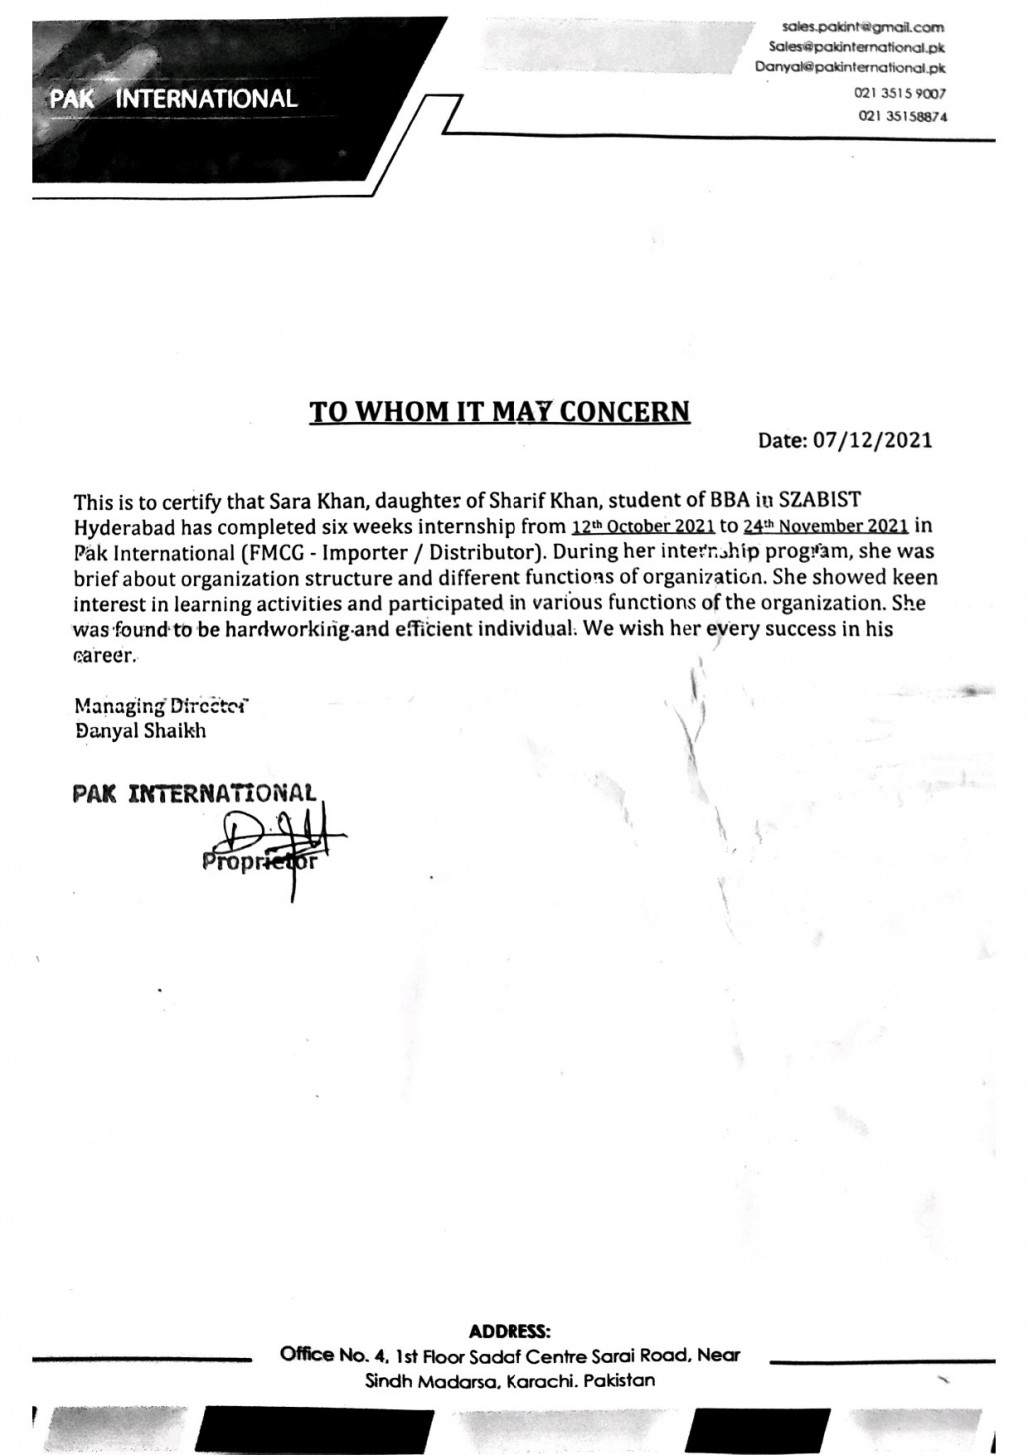 sales.pakint@gmail.com
Sales@pakinternational.pk
Danyal@pakinternational.pk
021 3515 9007
021 35158874
PAK INTERNATIONAL
TO WHOM IT MAY CONCERN
Date: 07/12/2021
This is to certify that Sara Khan, daughter of Sharif Khan, student of BBA in SZABIST
Hyderabad has completed six weeks internship from 12th October 2021 to 24th November 2021 in
Pak International (FMCG - Importer / Distributor). During her internship program, she was
brief about organization structure and different functions of organization. She showed keen
interest in learning activities and participated in various functions of the organization. She
was found to be hardworking and efficient individual. We wish her every success in his
career.
Managing Director
Danyal Shaikh
PAK INTERNATIONAL
Proprietor
ADDRESS:
Office No. 4, 1st Floor Sadaf Centre Sarai Road, Near
Sindh Madarsa, Karachi. Pakistan